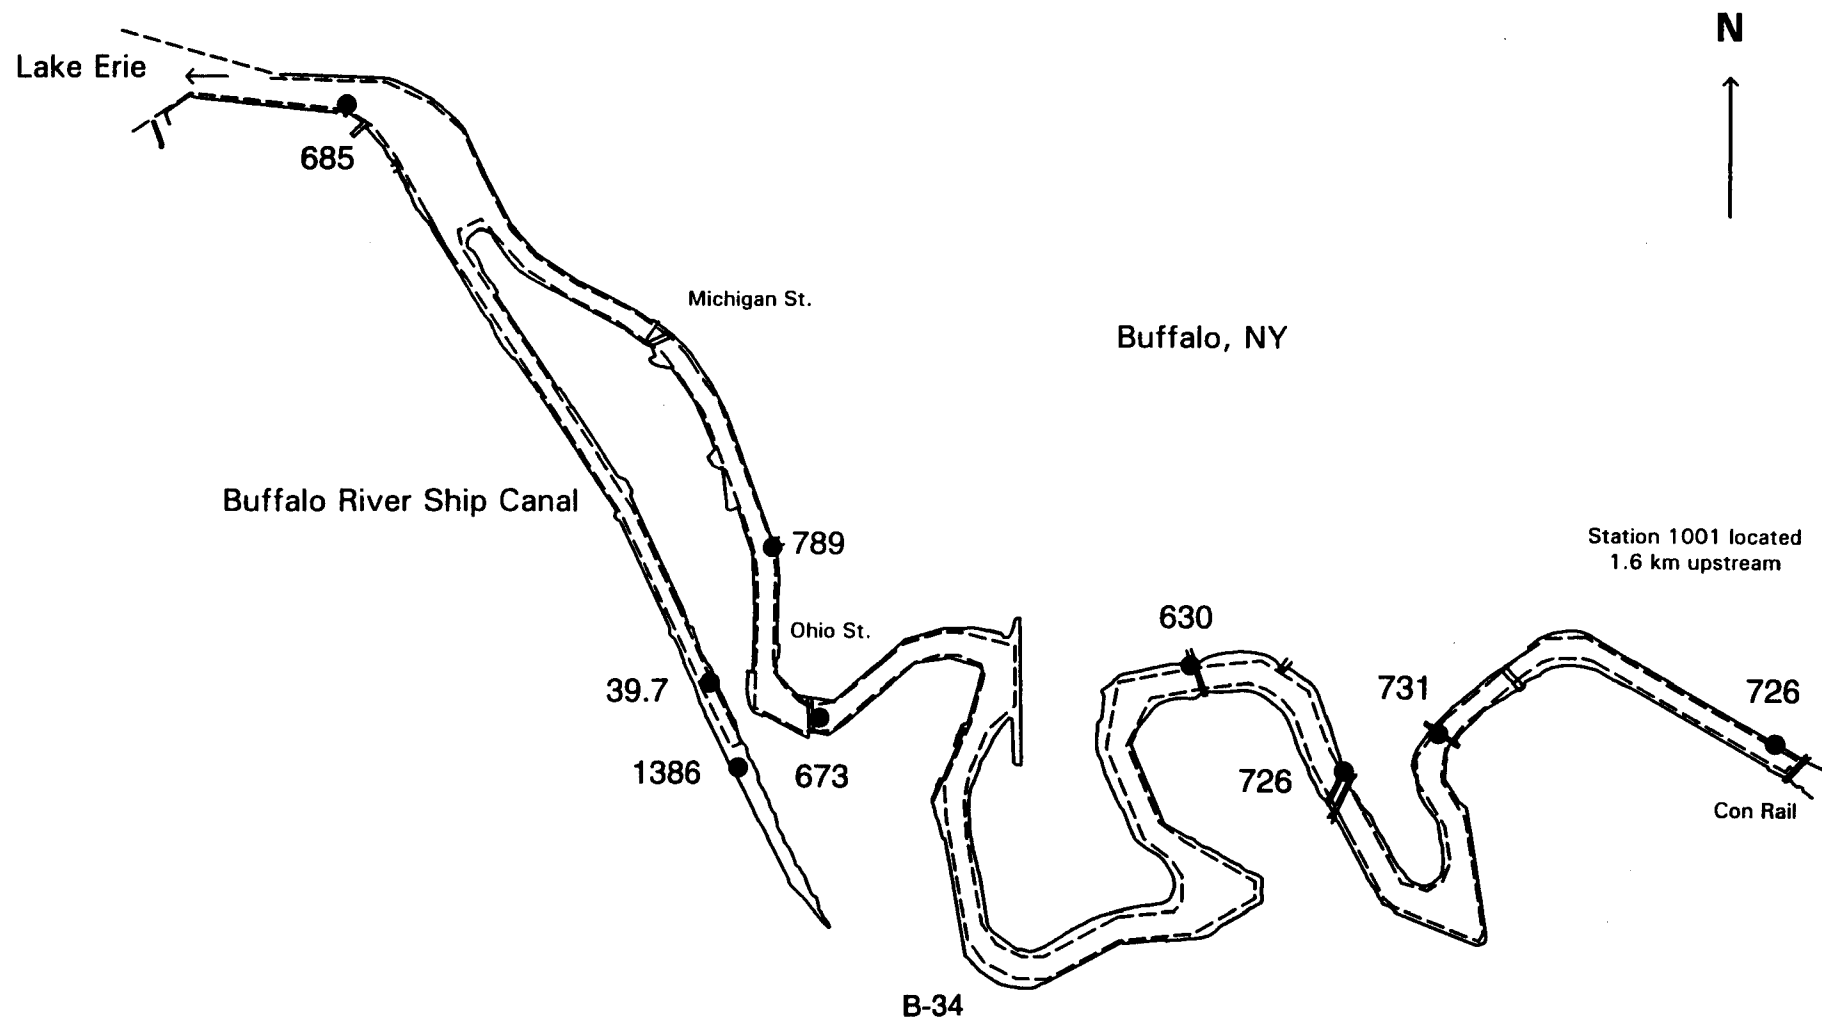 N
Lake Erie
685
Michigan St.
Buffalo, NY
Buffalo River Ship Canal
789
Station 1001 located
1.6 km upstream
Ohio St.
630
39.7
731
726
1386
673
726
Con Rail
B-34